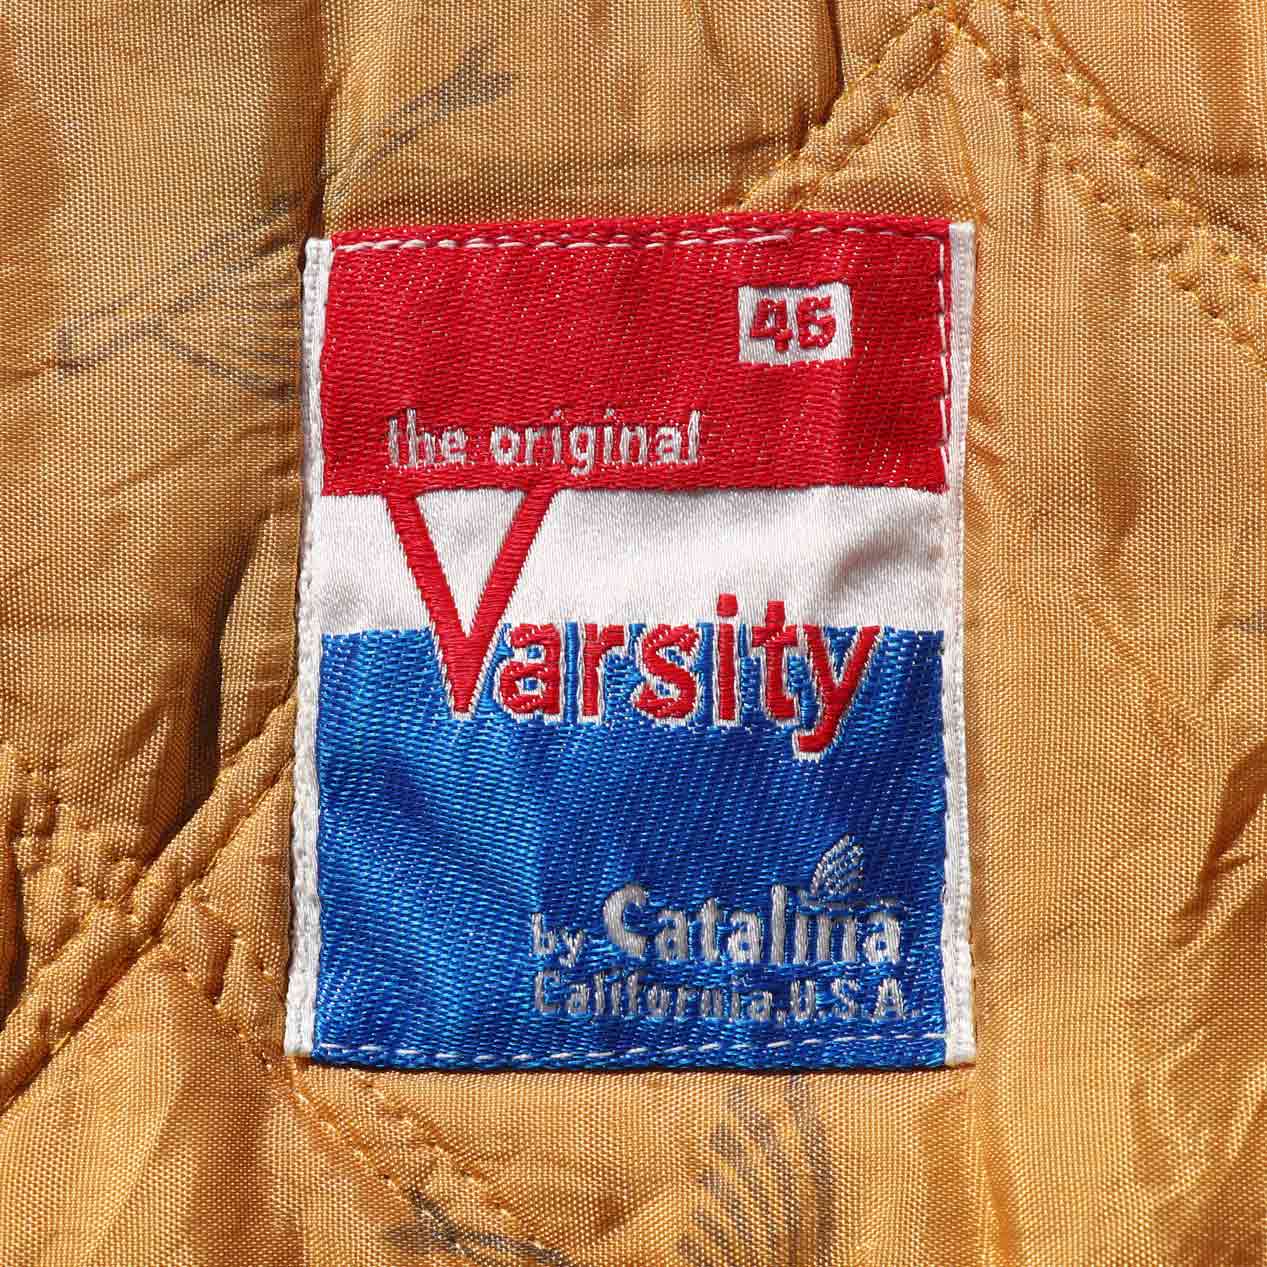 46
the original
Varsity
by Catalina
California, U.S.A.